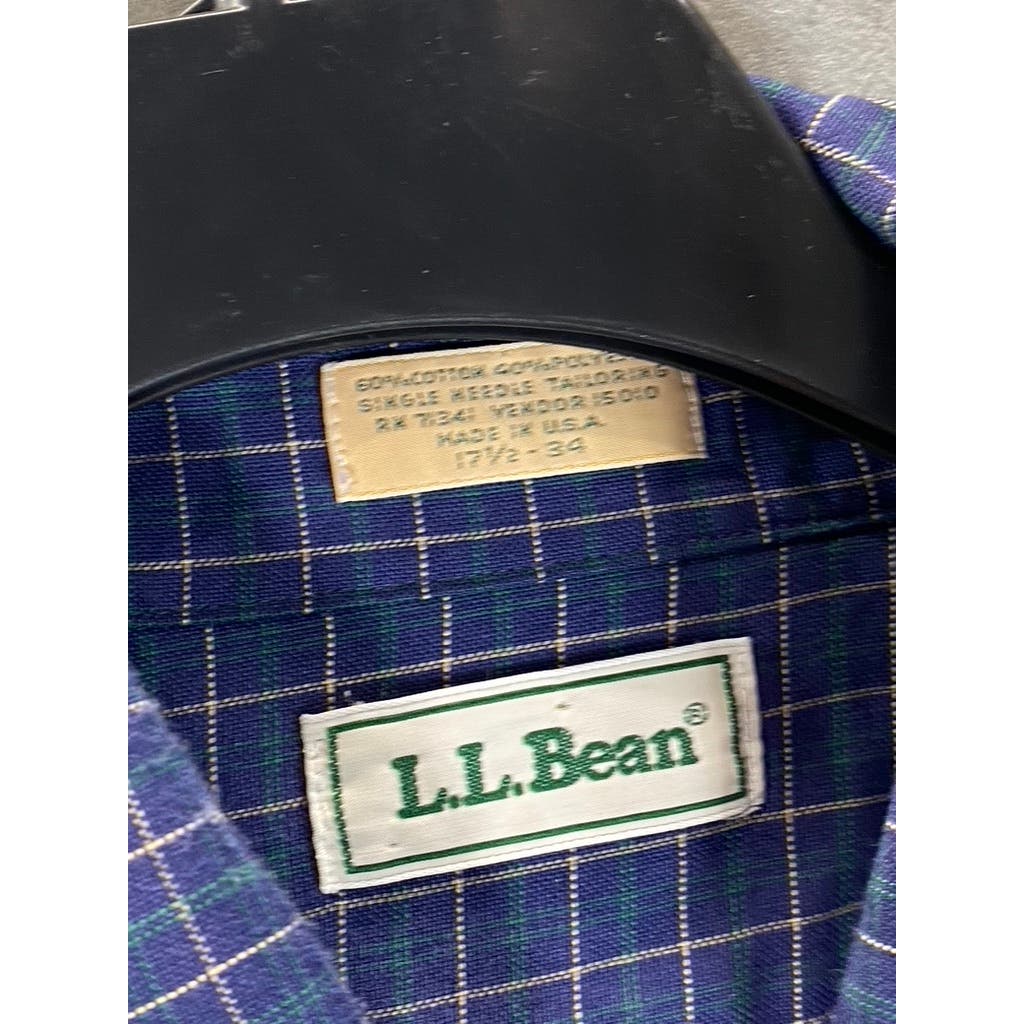 60% COTTON 40% POLYE
SINGLE NEEDLE TAILORING
RN 71341 VENDOR 15010
MADE IN U.S.A.
17½ - 34
L.L.Bean®